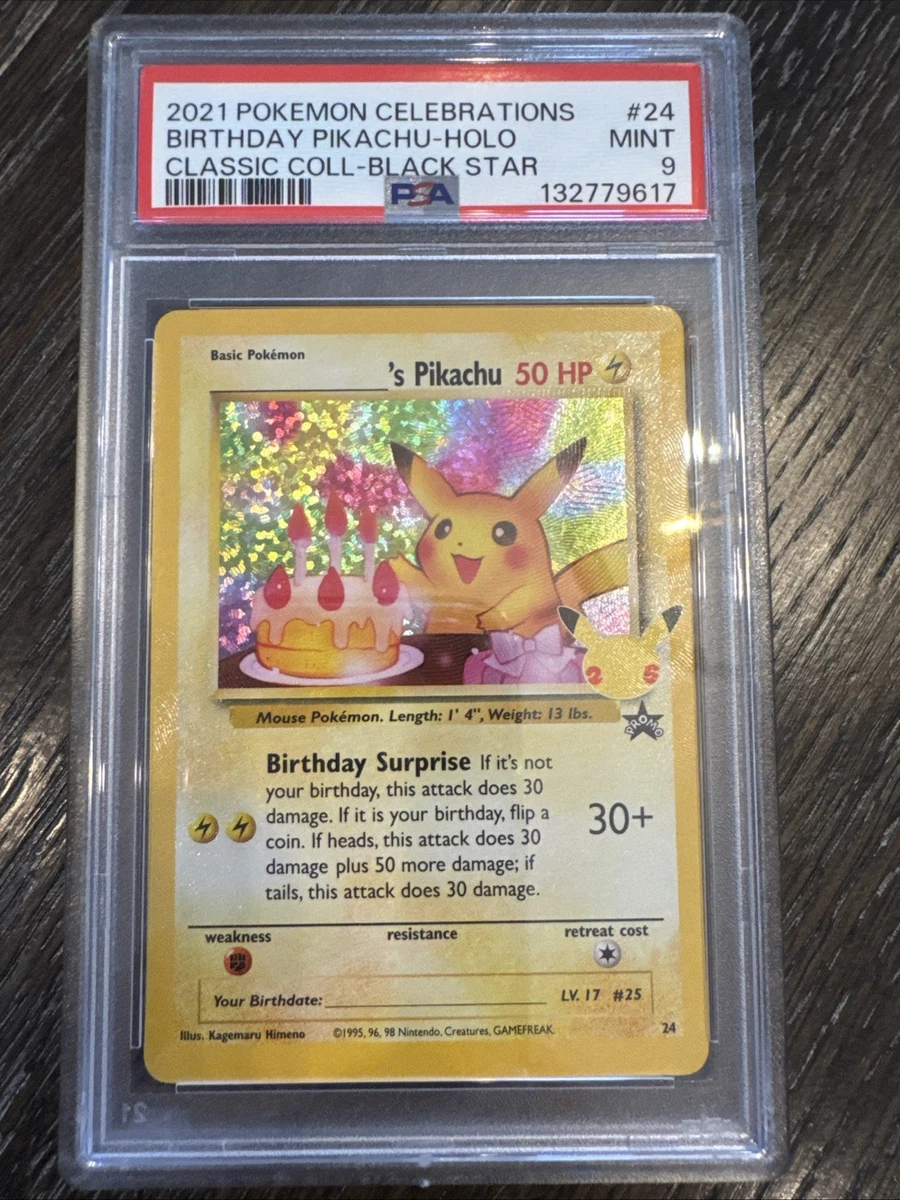 2021 POKEMON CELEBRATIONS #24
BIRTHDAY PIKACHU-HOLO MINT
CLASSIC COLL-BLACK STAR 9
PSA 132779617
Basic Pokémon
's Pikachu 50 HP
25
PROMO
Mouse Pokémon. Length: 1' 4", Weight: 13 lbs.
Birthday Surprise If it's not
your birthday, this attack does 30
damage. If it is your birthday, flip a
coin. If heads, this attack does 30
damage plus 50 more damage; if
tails, this attack does 30 damage.
30+
weakness resistance retreat cost
Your Birthdate: LV. 17 #25
Illus. Kagemaru Himeno ©1995, 96, 98 Nintendo, Creatures, GAMEFREAK. 24